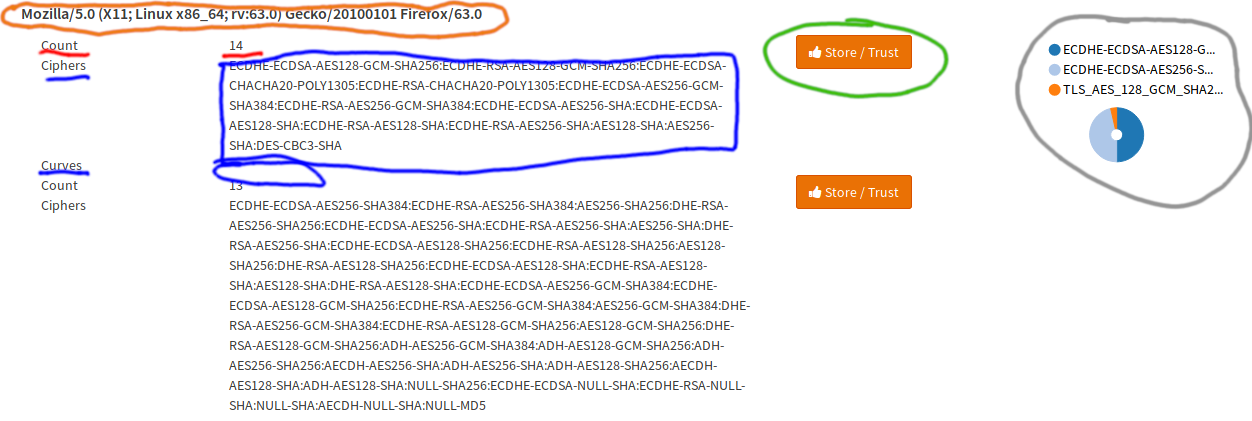 Mozilla/5.0 (X11; Linux x86_64; rv:63.0) Gecko/20100101 Firefox/63.0
Count 14
Ciphers ECDHE-ECDSA-AES128-GCM-SHA256:ECDHE-RSA-AES128-GCM-SHA256:ECDHE-ECDSA-
CHACHA20-POLY1305:ECDHE-RSA-CHACHA20-POLY1305:ECDHE-ECDSA-AES256-GCM-
SHA384:ECDHE-RSA-AES256-GCM-SHA384:ECDHE-ECDSA-AES256-SHA:ECDHE-ECDSA-
AES128-SHA:ECDHE-RSA-AES128-SHA:ECDHE-RSA-AES256-SHA:AES128-SHA:AES256-
SHA:DES-CBC3-SHA
Curves
Store / Trust
ECDHE-ECDSA-AES128-G...
ECDHE-ECDSA-AES256-S...
TLS_AES_128_GCM_SHA2...
Count 13
Ciphers ECDHE-ECDSA-AES256-SHA384:ECDHE-RSA-AES256-SHA384:AES256-SHA256:DHE-RSA-
AES256-SHA256:ECDHE-ECDSA-AES256-SHA:ECDHE-RSA-AES256-SHA:AES256-SHA:DHE-
RSA-AES256-SHA:ECDHE-ECDSA-AES128-SHA256:ECDHE-RSA-AES128-SHA256:AES128-
SHA256:DHE-RSA-AES128-SHA256:ECDHE-ECDSA-AES128-SHA:ECDHE-RSA-AES128-
SHA:AES128-SHA:DHE-RSA-AES128-SHA:ECDHE-ECDSA-AES256-GCM-SHA384:ECDHE-
ECDSA-AES128-GCM-SHA256:ECDHE-RSA-AES256-GCM-SHA384:AES256-GCM-SHA384:DHE-
RSA-AES256-GCM-SHA384:ECDHE-RSA-AES128-GCM-SHA256:AES128-GCM-SHA256:DHE-
RSA-AES128-GCM-SHA256:ADH-AES256-GCM-SHA384:ADH-AES128-GCM-SHA256:ADH-
AES256-SHA256:AECDH-AES256-SHA:ADH-AES256-SHA:ADH-AES128-SHA256:AECDH-
AES128-SHA:ADH-AES128-SHA:NULL-SHA256:ECDHE-ECDSA-NULL-SHA:ECDHE-RSA-NULL-
SHA:NULL-SHA:AECDH-NULL-SHA:NULL-MD5
Store / Trust